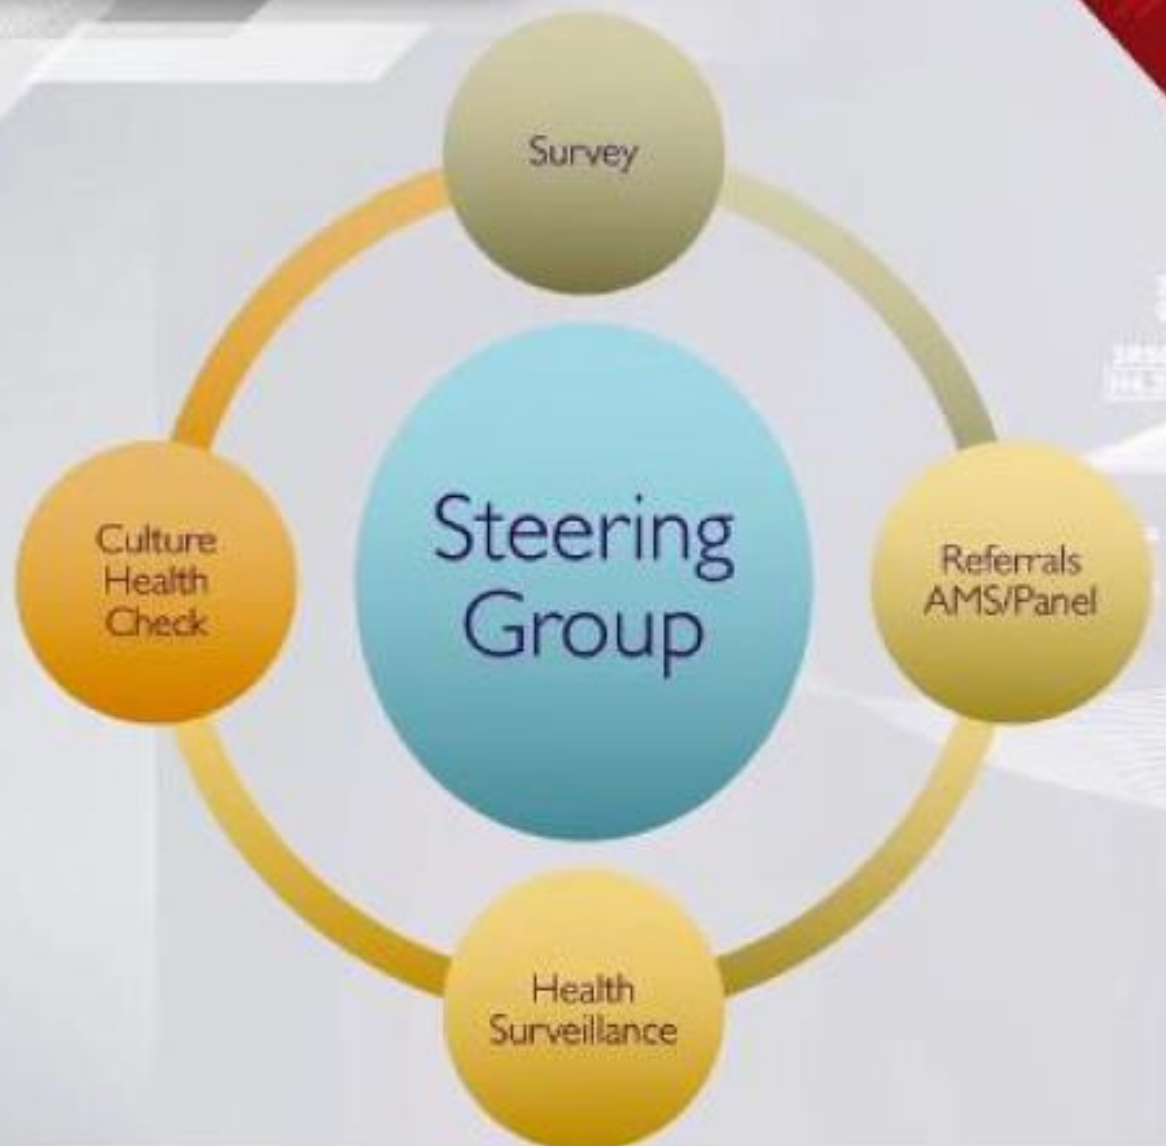 Survey
Steering
Group
Culture
Health
Check
Referrals
AMS/Panel
Health
Surveillance